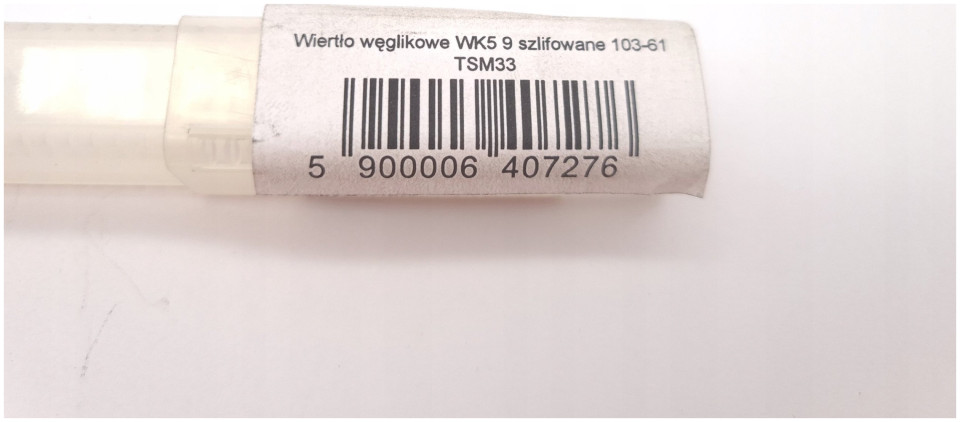 Wiertło węglikowe WK5 9 szlifowane 103-61
TSM33
5 900006 407276